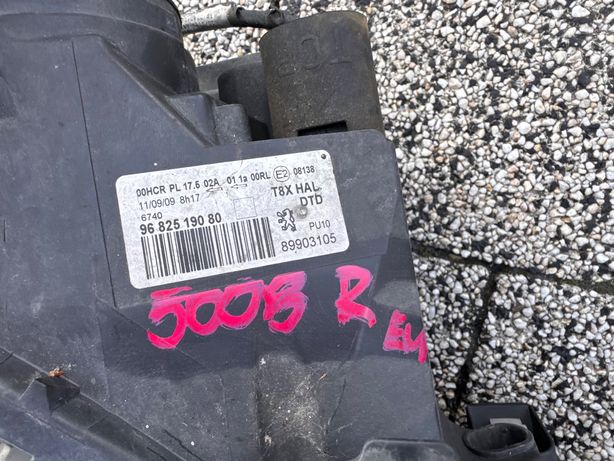 00HCR PL 17.5 02A 01 1a 00RL E2 08138
11/09/09 8h17
T8X HAL
6740
DTD
96 825 190 80
PU10
89903105
5008 R